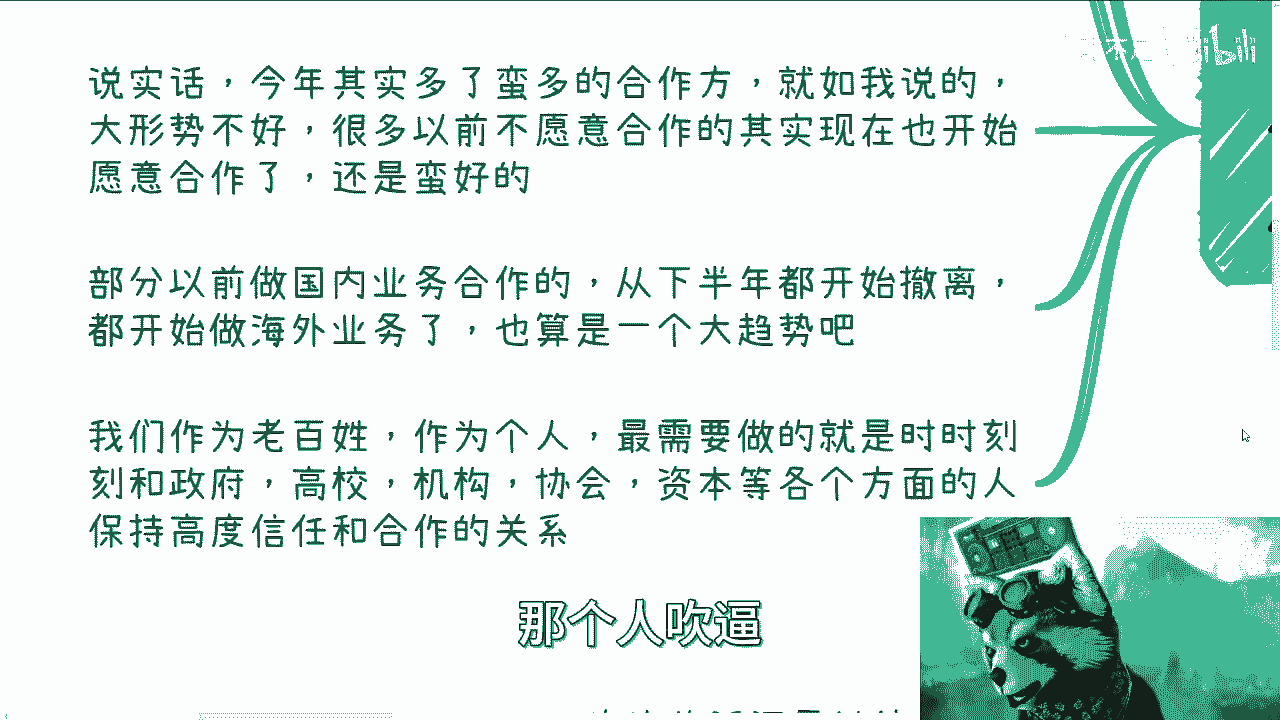 说实话，今年其实多了蛮多的合作方，就如我说的，
大形势不好，很多以前不愿意合作的其实现在也开始
愿意合作了，还是蛮好的
部分以前做国内业务合作的，从下半年都开始撤离，
都开始做海外业务了，也算是一个大趋势吧
我们作为老百姓，作为个人，最需要做的就是时时刻
刻和政府，高校，机构，协会，资本等各个方面的人
保持高度信任和合作的关系
那个人吹逼